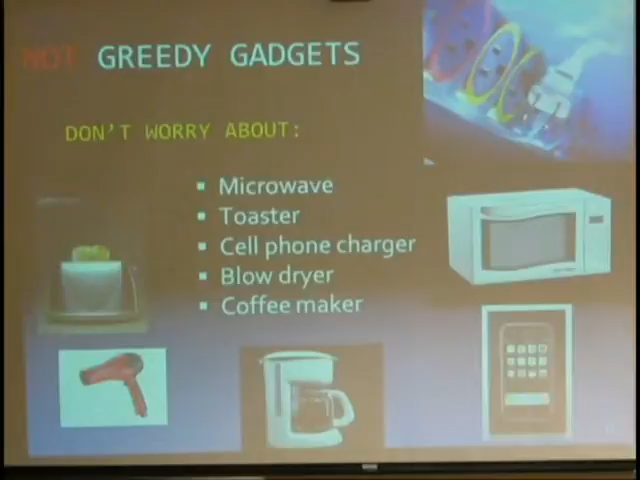 NOT GREEDY GADGETS
DON'T WORRY ABOUT:
▪ Microwave
▪ Toaster
▪ Cell phone charger
▪ Blow dryer
▪ Coffee maker